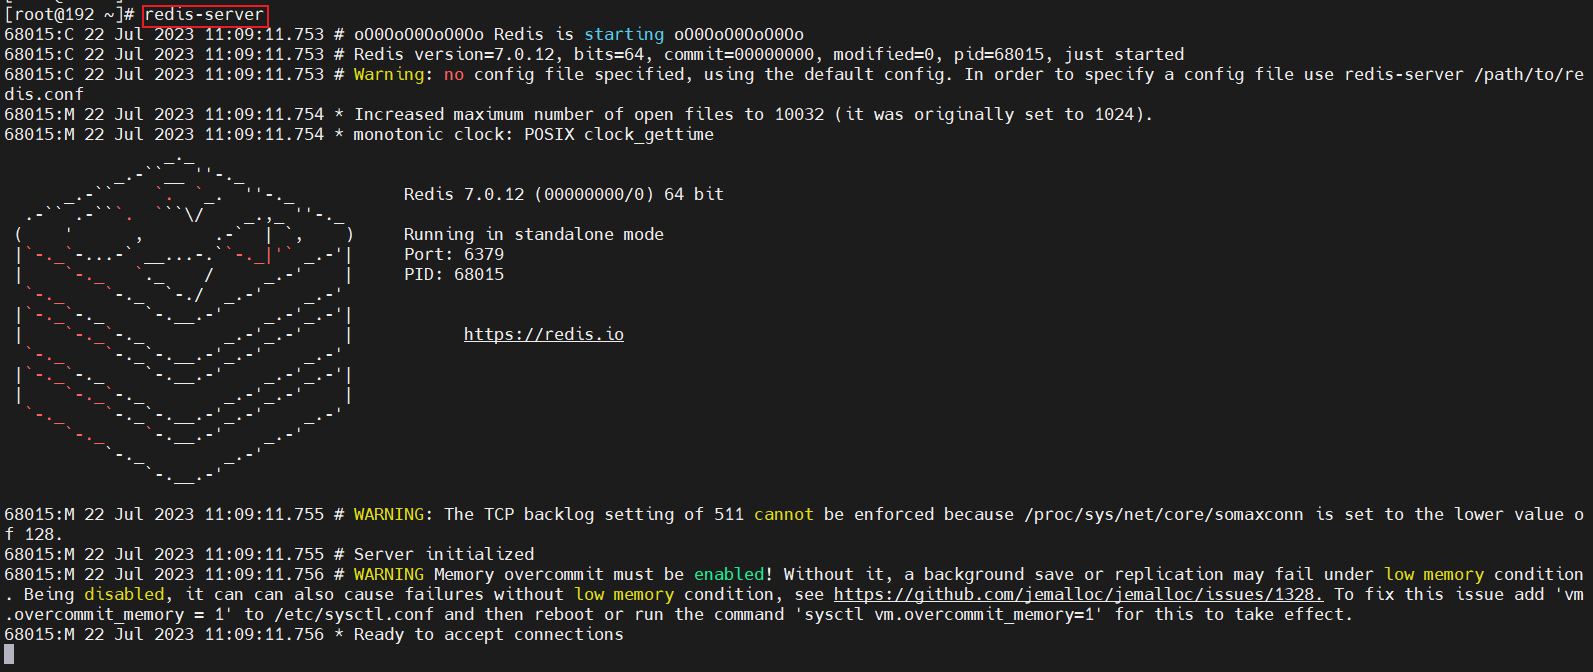 [root@192 ~]# redis-server
68015:C 22 Jul 2023 11:09:11.753 # oO0OoO0OoO0Oo Redis is starting oO0OoO0OoO0Oo
68015:C 22 Jul 2023 11:09:11.753 # Redis version=7.0.12, bits=64, commit=00000000, modified=0, pid=68015, just started
68015:C 22 Jul 2023 11:09:11.753 # Warning: no config file specified, using the default config. In order to specify a config file use redis-server /path/to/re
dis.conf
68015:M 22 Jul 2023 11:09:11.754 * Increased maximum number of open files to 10032 (it was originally set to 1024).
68015:M 22 Jul 2023 11:09:11.754 * monotonic clock: POSIX clock_gettime
Redis 7.0.12 (00000000/0) 64 bit
Running in standalone mode
Port: 6379
PID: 68015
https://redis.io
68015:M 22 Jul 2023 11:09:11.755 # WARNING: The TCP backlog setting of 511 cannot be enforced because /proc/sys/net/core/somaxconn is set to the lower value o
f 128.
68015:M 22 Jul 2023 11:09:11.755 # Server initialized
68015:M 22 Jul 2023 11:09:11.756 # WARNING Memory overcommit must be enabled! Without it, a background save or replication may fail under low memory condition
. Being disabled, it can can also cause failures without low memory condition, see https://github.com/jemalloc/jemalloc/issues/1328. To fix this issue add 'vm
.overcommit_memory = 1' to /etc/sysctl.conf and then reboot or run the command 'sysctl vm.overcommit_memory=1' for this to take effect.
68015:M 22 Jul 2023 11:09:11.756 * Ready to accept connections